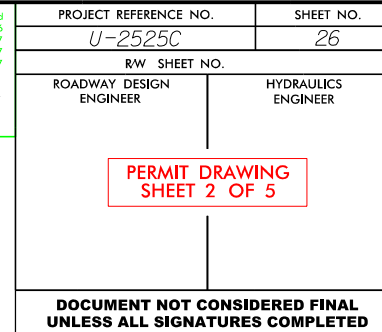 PROJECT REFERENCE NO. SHEET NO.
U-2525C 26
R/W SHEET NO.
ROADWAY DESIGN ENGINEER
HYDRAULICS ENGINEER
PERMIT DRAWING
SHEET 2 OF 5
DOCUMENT NOT CONSIDERED FINAL
UNLESS ALL SIGNATURES COMPLETED